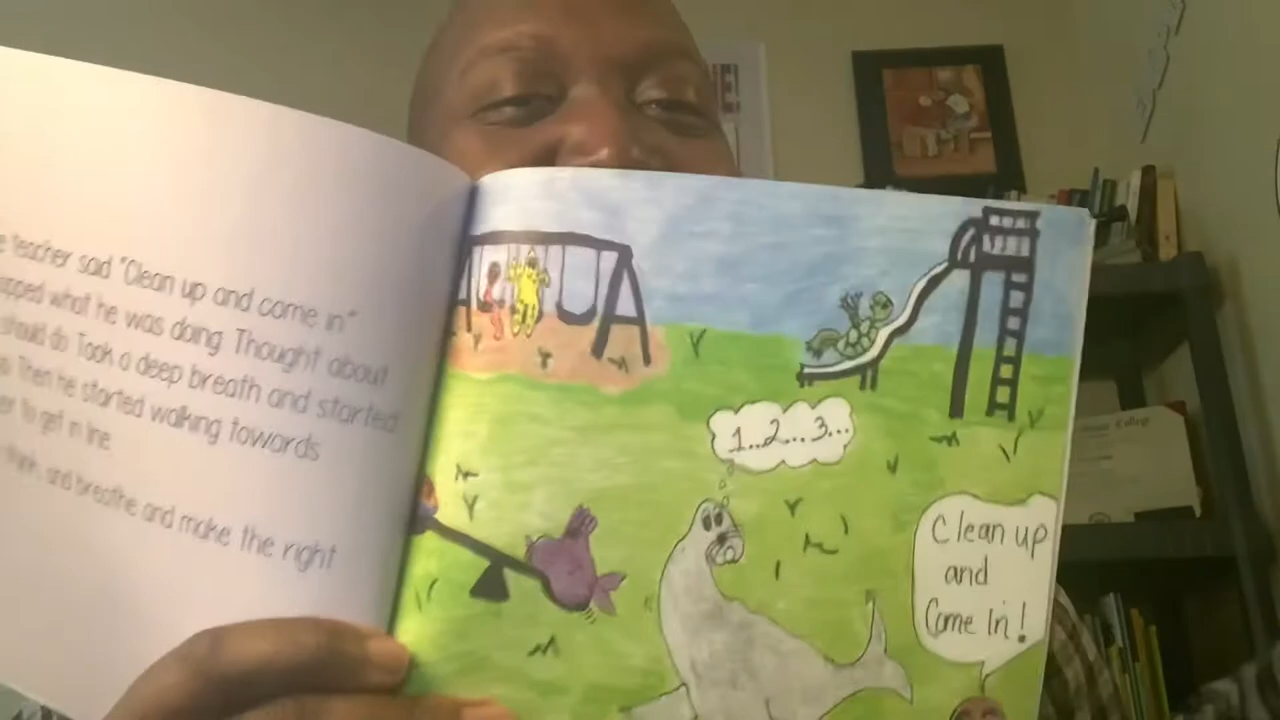 teacher said "Clean up and come in"
what he was doing Thought about
should do Took a deep breath and started
Then he started walking towards
to get in line
and breathe and make the right
1...2...3...
Clean up
and
Come In!
College